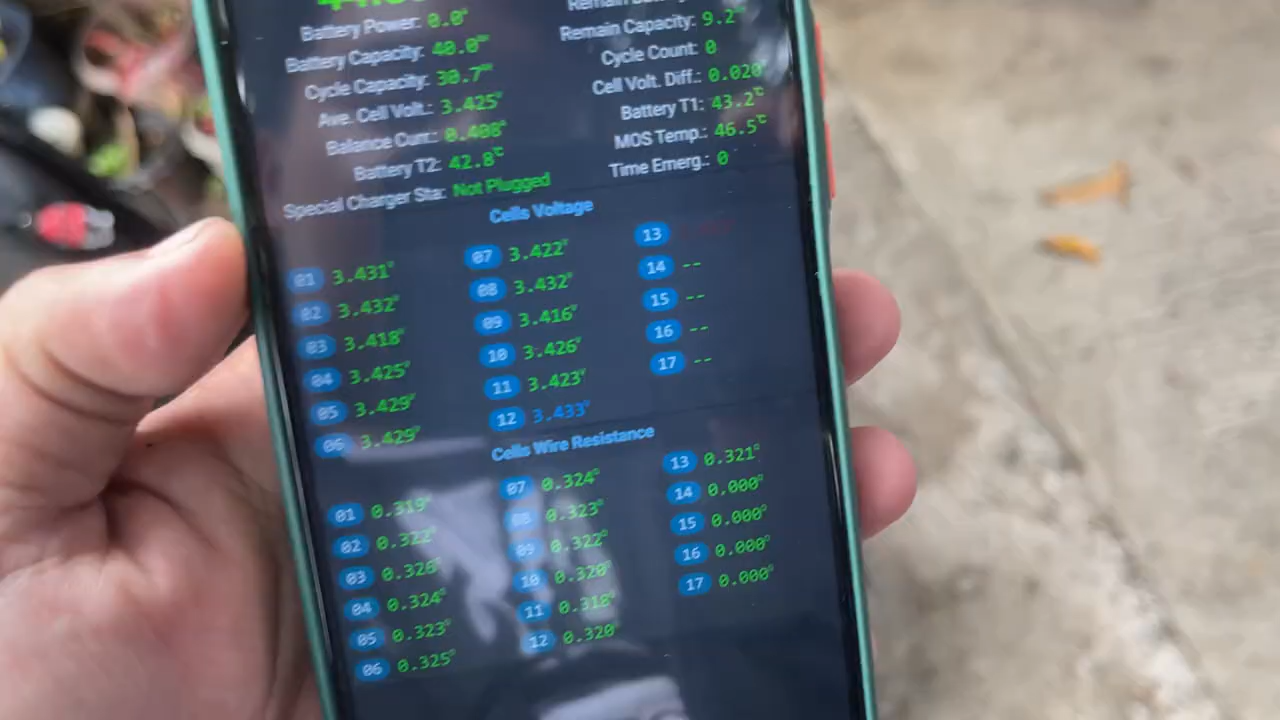 Battery Power: 0.0
Remain Capacity: 9.2
Battery Capacity: 40.0
Cycle Count: 0
Cycle Capacity: 30.7
Cell Volt. Diff.: 0.020
Ave. Cell Volt.: 3.425
Battery T1: 43.2℃
Balance Curr.: 0.408
MOS Temp.: 46.5℃
Battery T2: 42.8℃
Time Emerg.: 0
Special Charger Sta: Not Plugged
Cells Voltage
01 3.431 07 3.422 13
02 3.432 08 3.432 14 --
03 3.418 09 3.416 15 --
04 3.425 10 3.426 16 --
05 3.429 11 3.423 17 --
06 3.429 12 3.433
Cells Wire Resistance
01 0.319 07 0.324 13 0.321
02 0.322 08 0.323 14 0.000
03 0.326 09 0.322 15 0.000
04 0.324 10 0.320 16 0.000
05 0.323 11 0.318 17 0.000
06 0.325 12 0.320